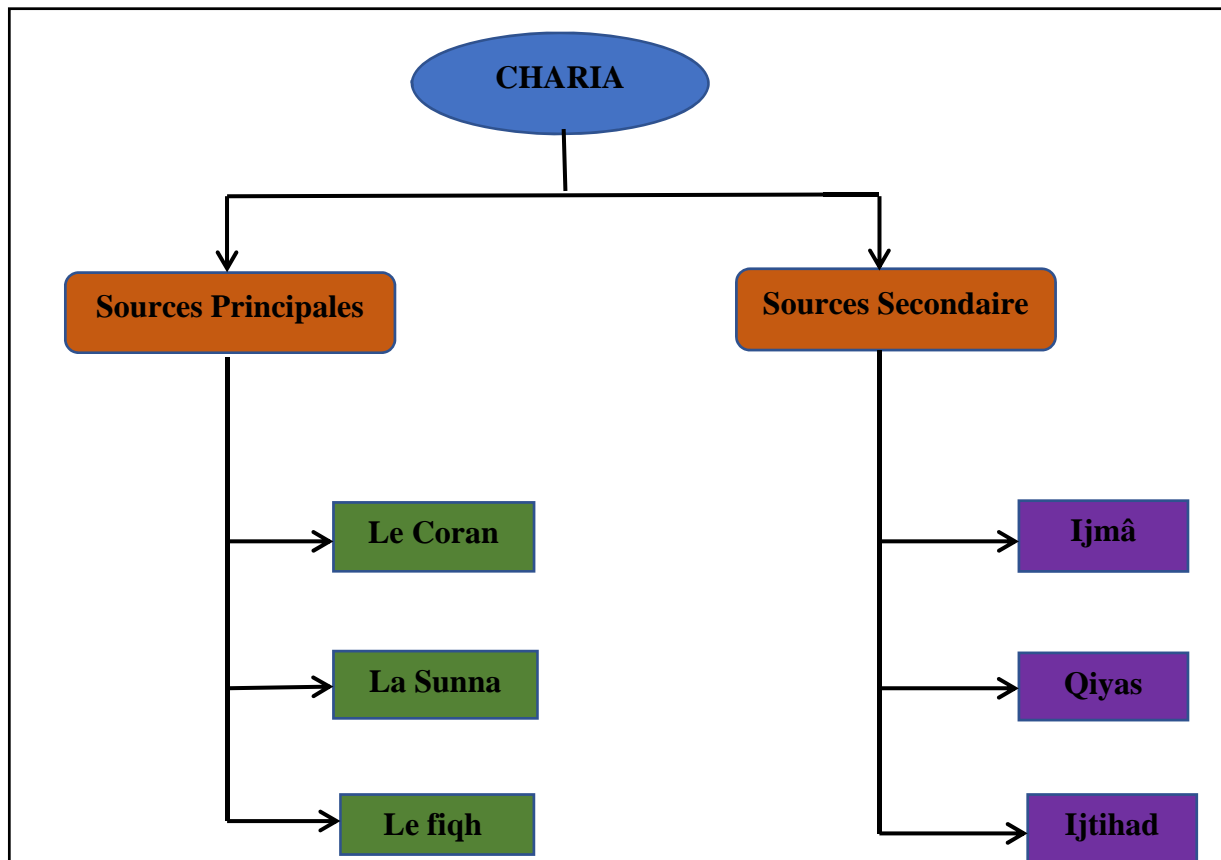 CHARIA
Sources Principales
Sources Secondaire
Le Coran
Ijmâ
La Sunna
Qiyas
Le fiqh
Ijtihad